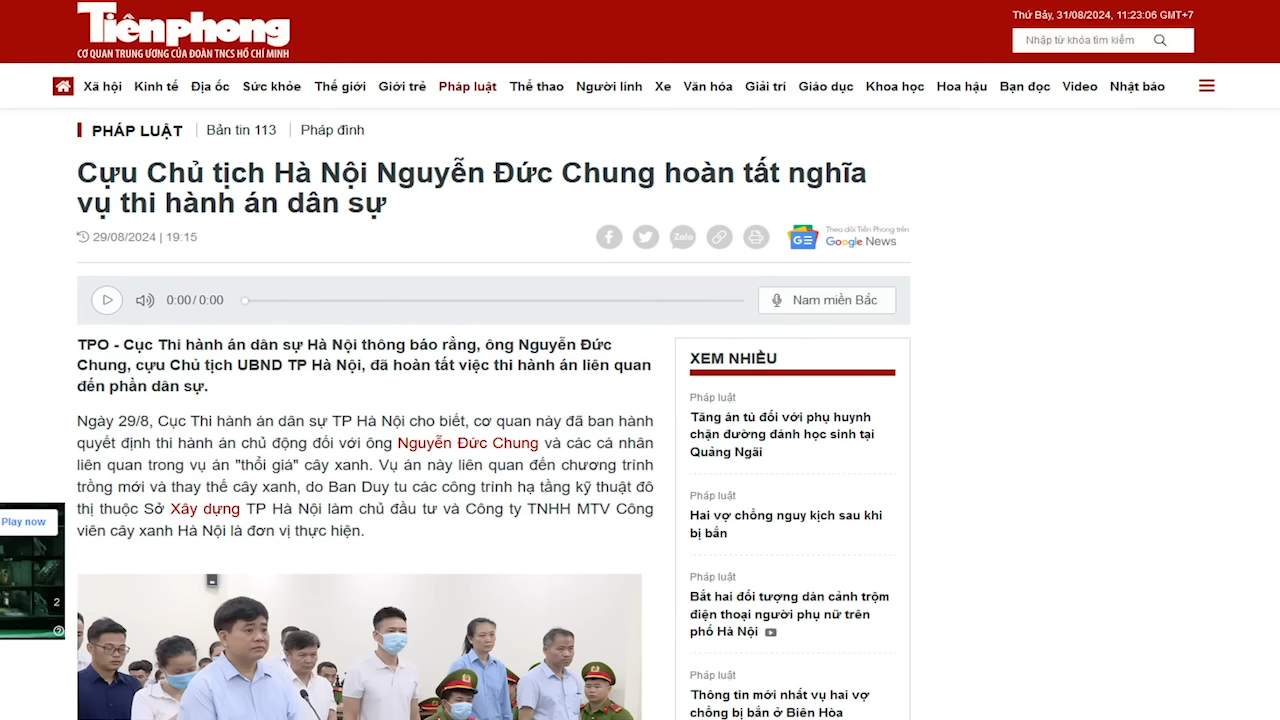 Tiền phong
CƠ QUAN TRUNG ƯƠNG CỦA ĐOÀN TNCS HỒ CHÍ MINH
Thứ Bảy, 31/08/2024, 11:23:06 GMT+7
Nhập từ khóa tìm kiếm
Xã hội Kinh tế Địa ốc Sức khỏe Thế giới Giới trẻ Pháp luật Thể thao Người lính Xe Văn hóa Giải trí Giáo dục Khoa học Hoa hậu Bạn đọc Video Nhật báo
PHÁP LUẬT Bản tin 113 Pháp đình
Cựu Chủ tịch Hà Nội Nguyễn Đức Chung hoàn tất nghĩa
vụ thi hành án dân sự
29/08/2024 | 19:15
Zalo
Theo dõi Tiền Phong trên
GE Google News
0:00 / 0:00
Nam miền Bắc
TPO - Cục Thi hành án dân sự Hà Nội thông báo rằng, ông Nguyễn Đức
Chung, cựu Chủ tịch UBND TP Hà Nội, đã hoàn tất việc thi hành án liên quan
đến phần dân sự.
Ngày 29/8, Cục Thi hành án dân sự TP Hà Nội cho biết, cơ quan này đã ban hành
quyết định thi hành án chủ động đối với ông Nguyễn Đức Chung và các cá nhân
liên quan trong vụ án "thổi giá" cây xanh. Vụ án này liên quan đến chương trình
trồng mới và thay thế cây xanh, do Ban Duy tu các công trình hạ tầng kỹ thuật đô
thị thuộc Sở Xây dựng TP Hà Nội làm chủ đầu tư và Công ty TNHH MTV Công
viên cây xanh Hà Nội là đơn vị thực hiện.
XEM NHIỀU
Pháp luật
Tăng án tù đối với phụ huynh
chặn đường đánh học sinh tại
Quảng Ngãi
Pháp luật
Hai vợ chồng nguy kịch sau khi
bị bắn
Pháp luật
Bắt hai đối tượng dàn cảnh trộm
điện thoại người phụ nữ trên
phố Hà Nội
Pháp luật
Thông tin mới nhất vụ hai vợ
chồng bị bắn ở Biên Hòa
Play now
2